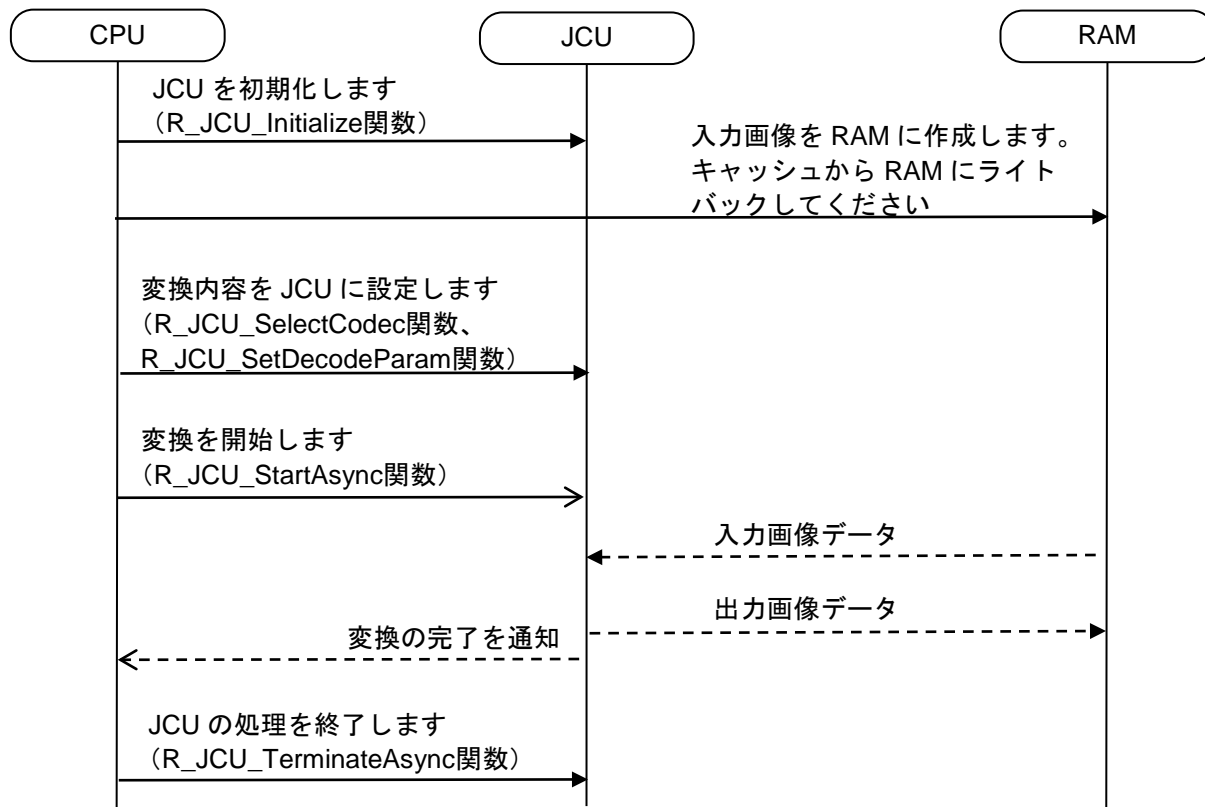 CPU
JCU
RAM
JCU を初期化します
（R_JCU_Initialize関数）
入力画像を RAM に作成します。
キャッシュから RAM にライト
バックしてください
変換内容を JCU に設定します
（R_JCU_SelectCodec関数、
R_JCU_SetDecodeParam関数）
変換を開始します
（R_JCU_StartAsync関数）
入力画像データ
出力画像データ
変換の完了を通知
JCU の処理を終了します
（R_JCU_TerminateAsync関数）